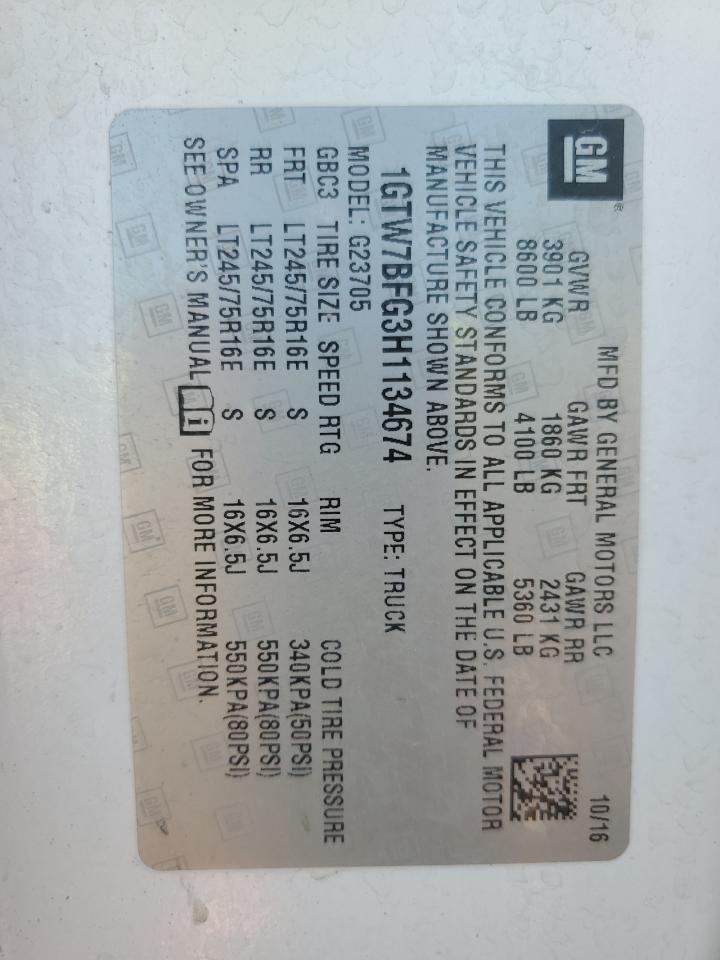 GM
MFD BY GENERAL MOTORS LLC 10/16
GVWR GAWR FRT GAWR RR
3901 KG 1860 KG 2431 KG
8600 LB 4100 LB 5360 LB
THIS VEHICLE CONFORMS TO ALL APPLICABLE U.S. FEDERAL MOTOR
VEHICLE SAFETY STANDARDS IN EFFECT ON THE DATE OF
MANUFACTURE SHOWN ABOVE.
1GTW7BFG3H1134674 TYPE: TRUCK
MODEL: G23705
GBC3 TIRE SIZE SPEED RTG RIM COLD TIRE PRESSURE
FRT LT245/75R16E S 16X6.5J 340KPA(50PSI)
RR LT245/75R16E S 16X6.5J 550KPA(80PSI)
SPA LT245/75R16E S 16X6.5J 550KPA(80PSI)
SEE OWNER'S MANUAL i FOR MORE INFORMATION.